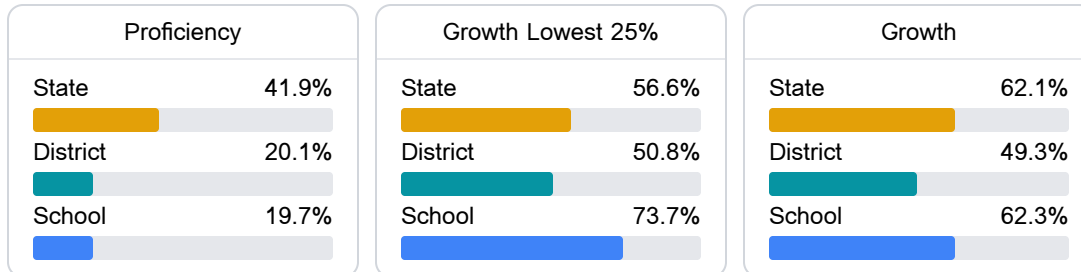 Proficiency
State 41.9%
District 20.1%
School 19.7%
Growth Lowest 25%
State 56.6%
District 50.8%
School 73.7%
Growth
State 62.1%
District 49.3%
School 62.3%